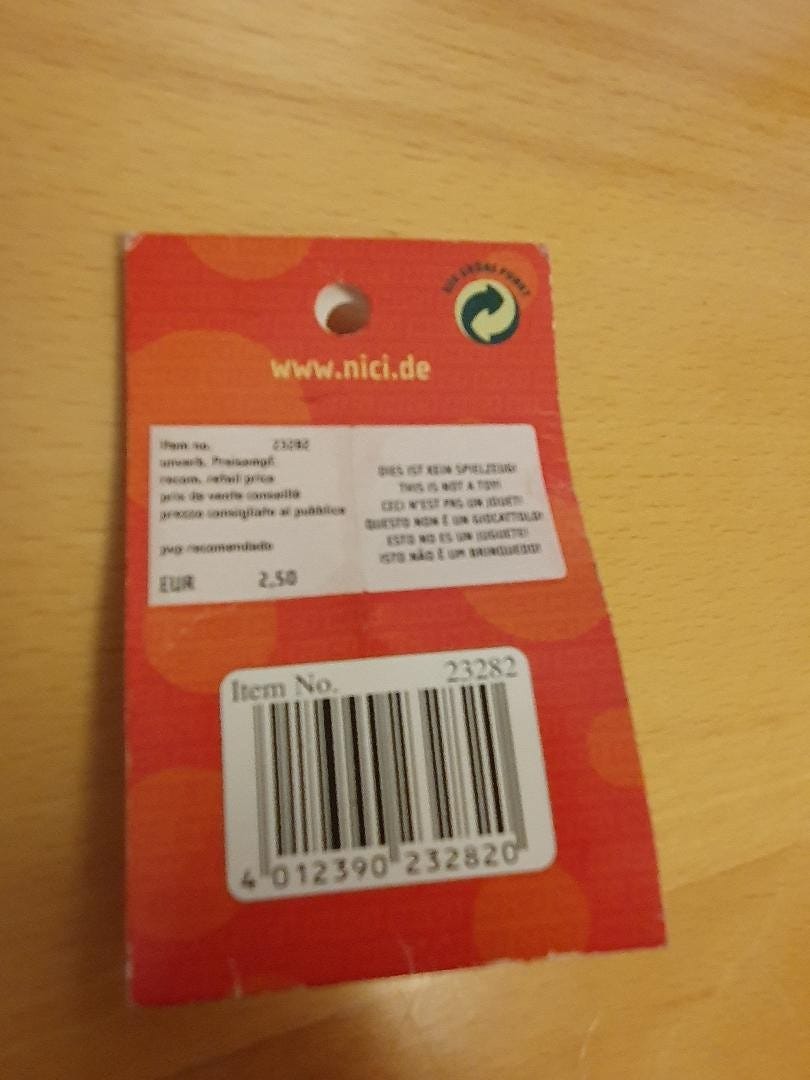 DER GRÜNE PUNKT
www.nici.de
Item no. 23282
unverb. Preisempf.
recom. retail price
prix de vente conseillé
prezzo consigliato al pubblico
pvp recomendado
EUR 2,50
DIES IST KEIN SPIELZEUG!
THIS IS NOT A TOY!
CECI N'EST PAS UN JOUET!
QUESTO NON È UN GIOCATTOLO!
ESTO NO ES UN JUGUETE!
ISTO NÃO É UM BRINQUEDO!
Item No. 23282
4 012390 232820